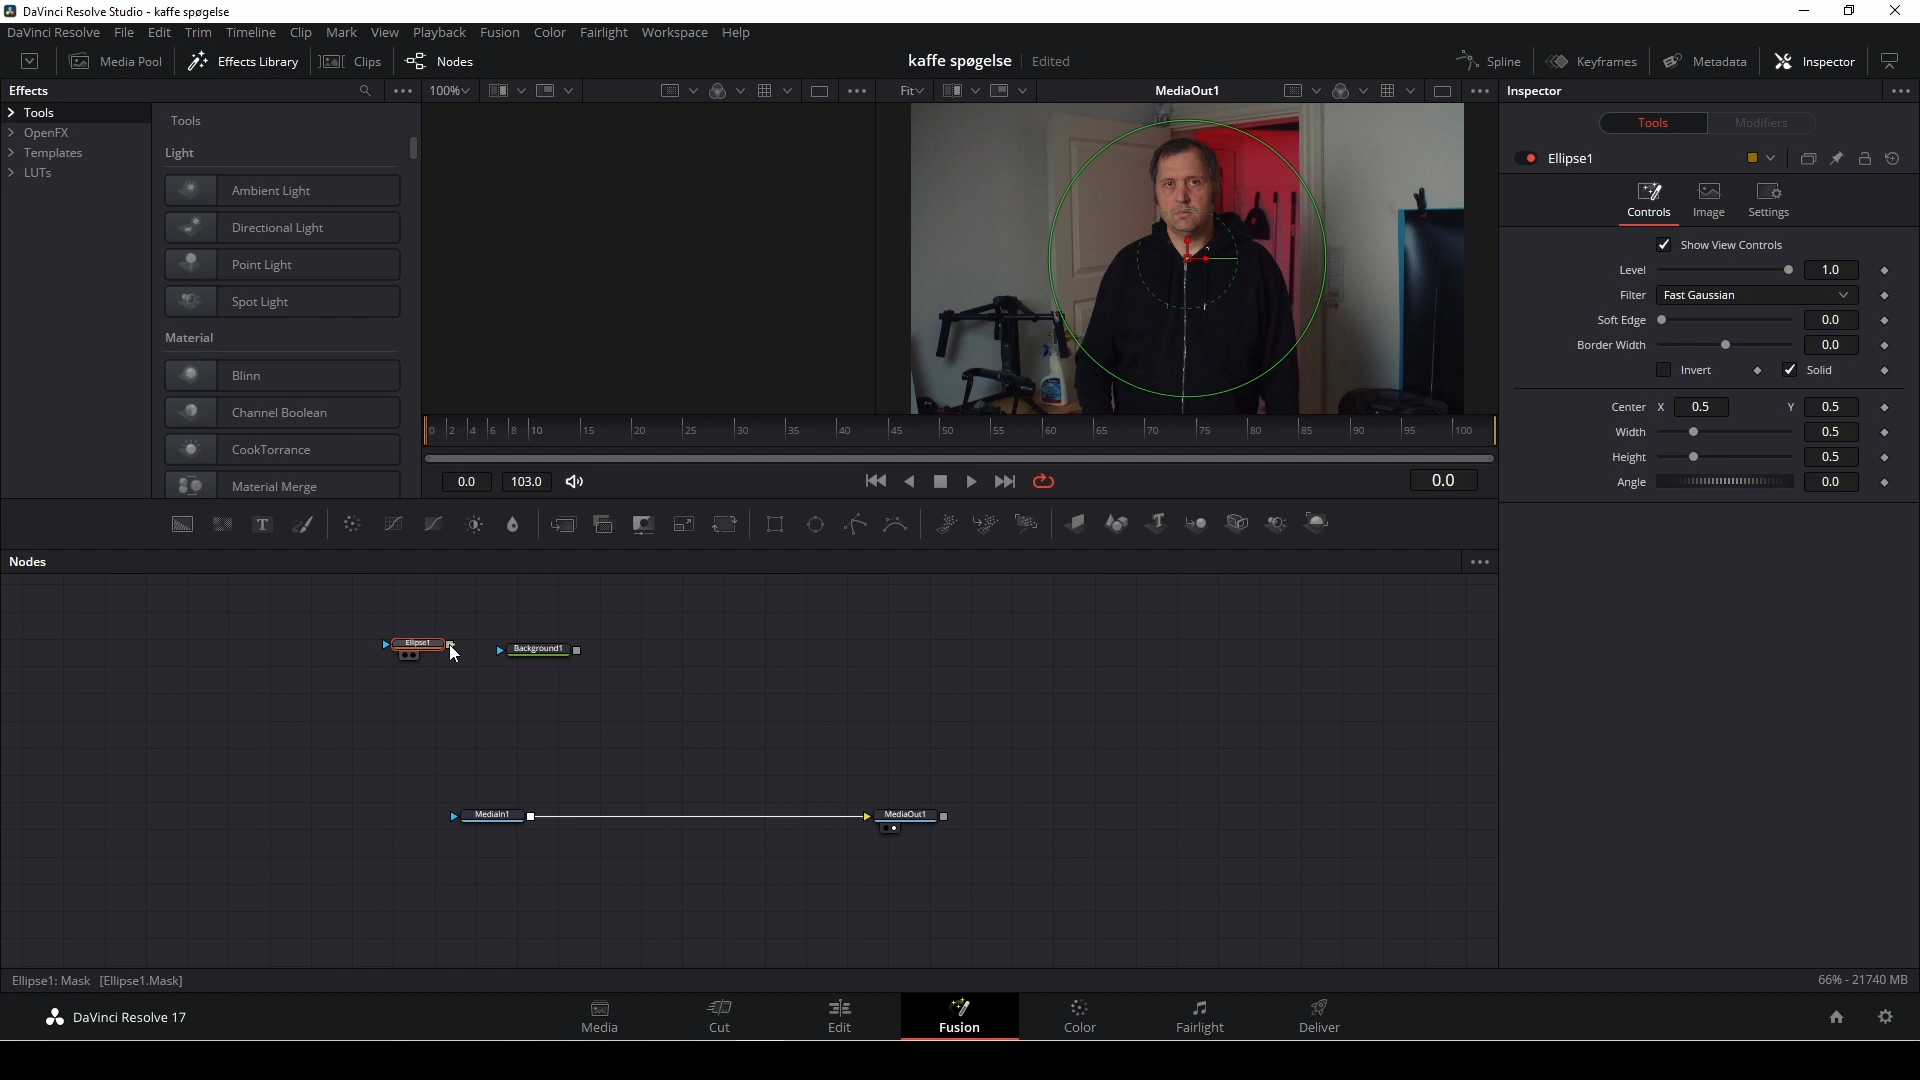 DaVinci Resolve Studio - kaffe spøgelse
DaVinci Resolve File Edit Trim Timeline Clip Mark View Playback Fusion Color Fairlight Workspace Help
Media Pool Effects Library Clips Nodes kaffe spøgelse Edited Spline Keyframes Metadata Inspector
Effects 100% Fit MediaOut1 Inspector
Tools
OpenFX
Templates
LUTs
Tools
Light
Ambient Light
Directional Light
Point Light
Spot Light
Material
Blinn
Channel Boolean
CookTorrance
Material Merge
0 2 4 6 8 10 15 20 25 30 35 40 45 50 55 60 65 70 75 80 85 90 95 100
0.0 103.0 0.0
Tools Modifiers
Ellipse1
Controls Image Settings
Show View Controls
Level 1.0
Filter Fast Gaussian
Soft Edge 0.0
Border Width 0.0
Invert Solid
Center X 0.5 Y 0.5
Width 0.5
Height 0.5
Angle 0.0
T
Nodes
Ellipse1
Background1
MediaIn1
MediaOut1
Ellipse1: Mask [Ellipse1.Mask] 66% - 21740 MB
DaVinci Resolve 17 Media Cut Edit Fusion Color Fairlight Deliver